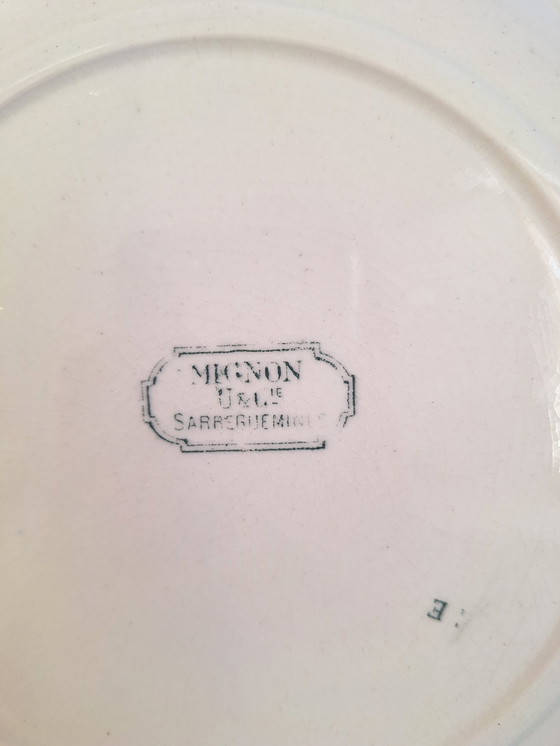 MIGNON
U & Cᴵᴱ
SARREGUEMINES
E